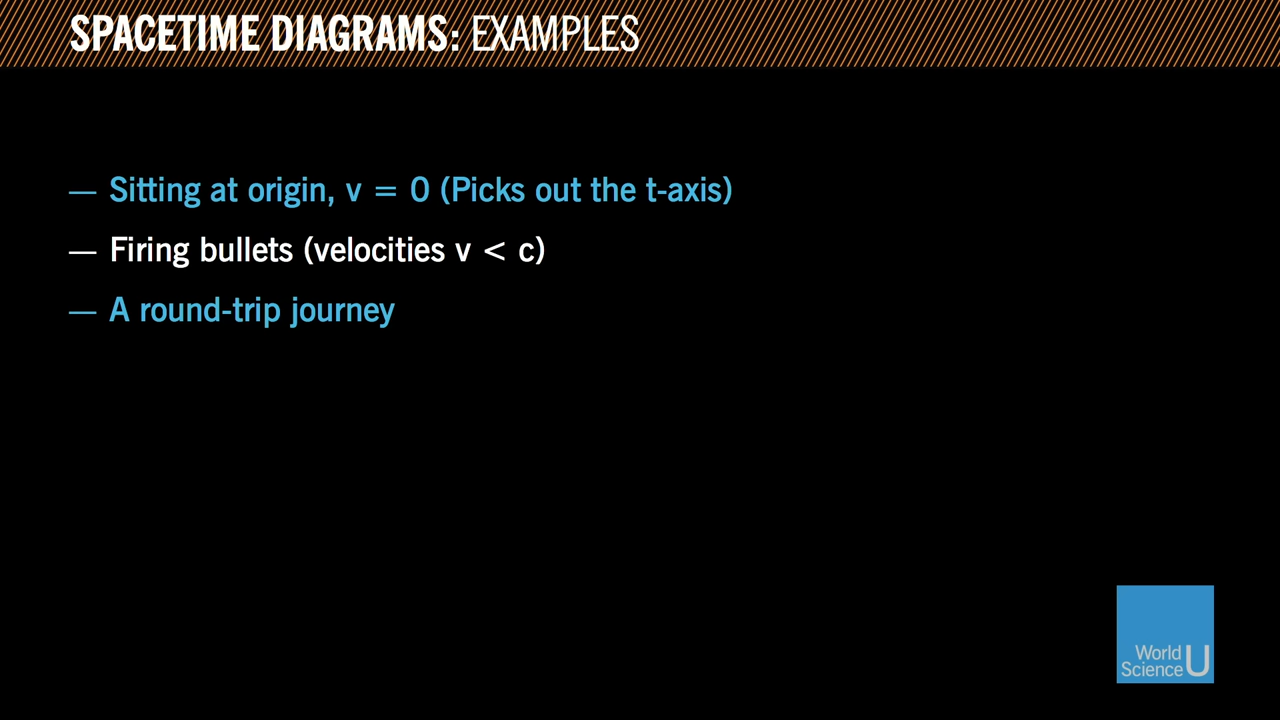 SPACETIME DIAGRAMS: EXAMPLES
— Sitting at origin, v = 0 (Picks out the t-axis)
— Firing bullets (velocities v < c)
— A round-trip journey
World
Science U